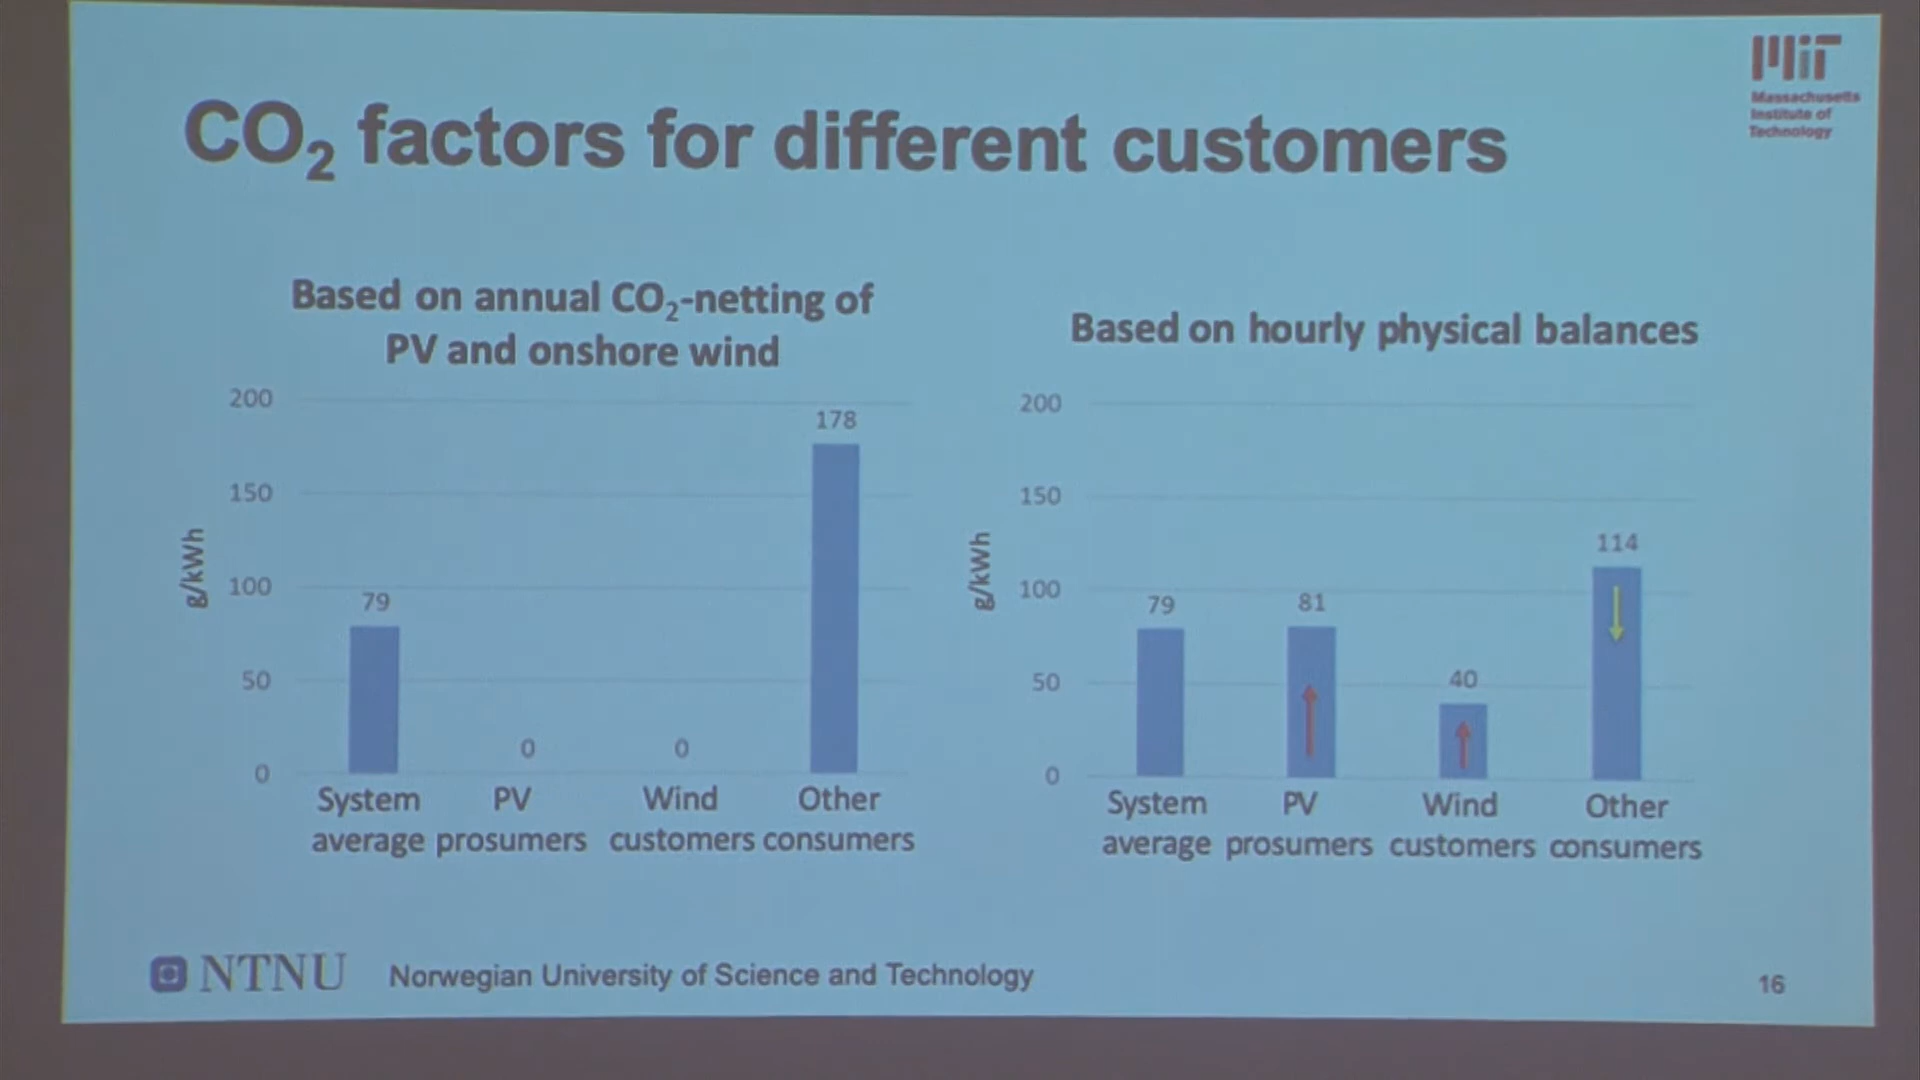 MIT
Massachusetts
Institute of
Technology
CO₂ factors for different customers
Based on annual CO₂-netting of
PV and onshore wind
200
150
100
50
0
g/kWh
79
0
0
178
System PV Wind Other
average prosumers customers consumers
Based on hourly physical balances
200
150
100
50
0
g/kWh
79
81
40
114
System PV Wind Other
average prosumers customers consumers
NTNU Norwegian University of Science and Technology
16